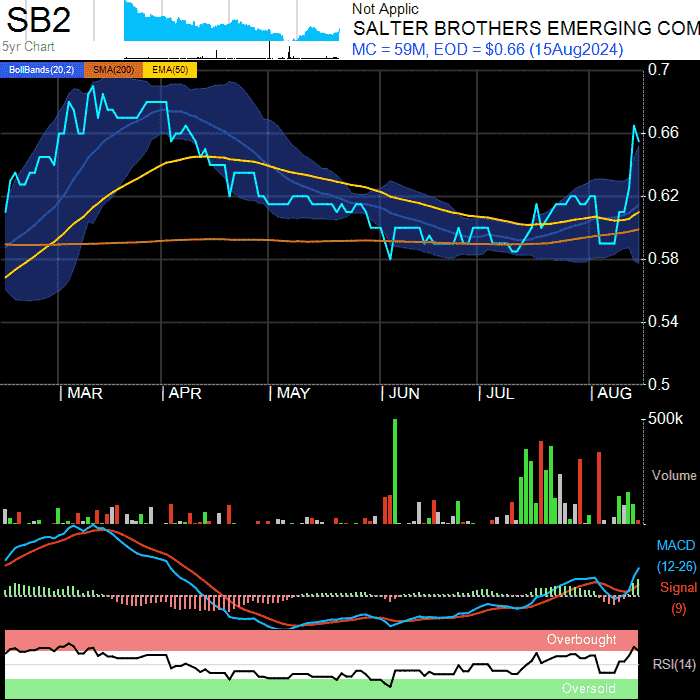 SB2
5yr Chart
Not Applic
SALTER BROTHERS EMERGING COM
MC = 59M, EOD = $0.66 (15Aug2024)
BollBands(20,2) SMA(200) EMA(50)
0.7
0.66
0.62
0.58
0.54
0.5
MAR APR MAY JUN JUL AUG
500k
Volume
MACD
(12-26)
Signal
(9)
Overbought
RSI(14)
Oversold